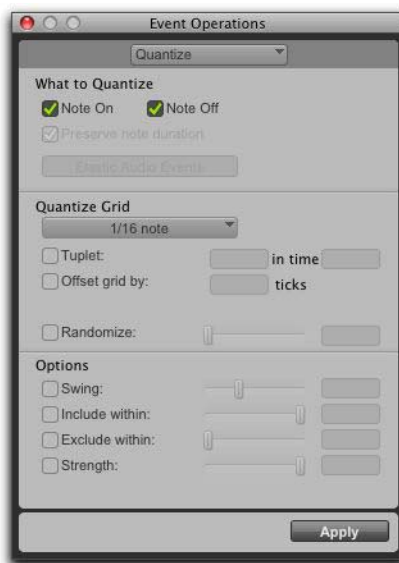 Event Operations
Quantize
What to Quantize
Note On Note Off
Preserve note duration
Elastic Audio Events
Quantize Grid
1/16 note
Tuplet: in time
Offset grid by: ticks
Randomize:
Options
Swing:
Include within:
Exclude within:
Strength:
Apply